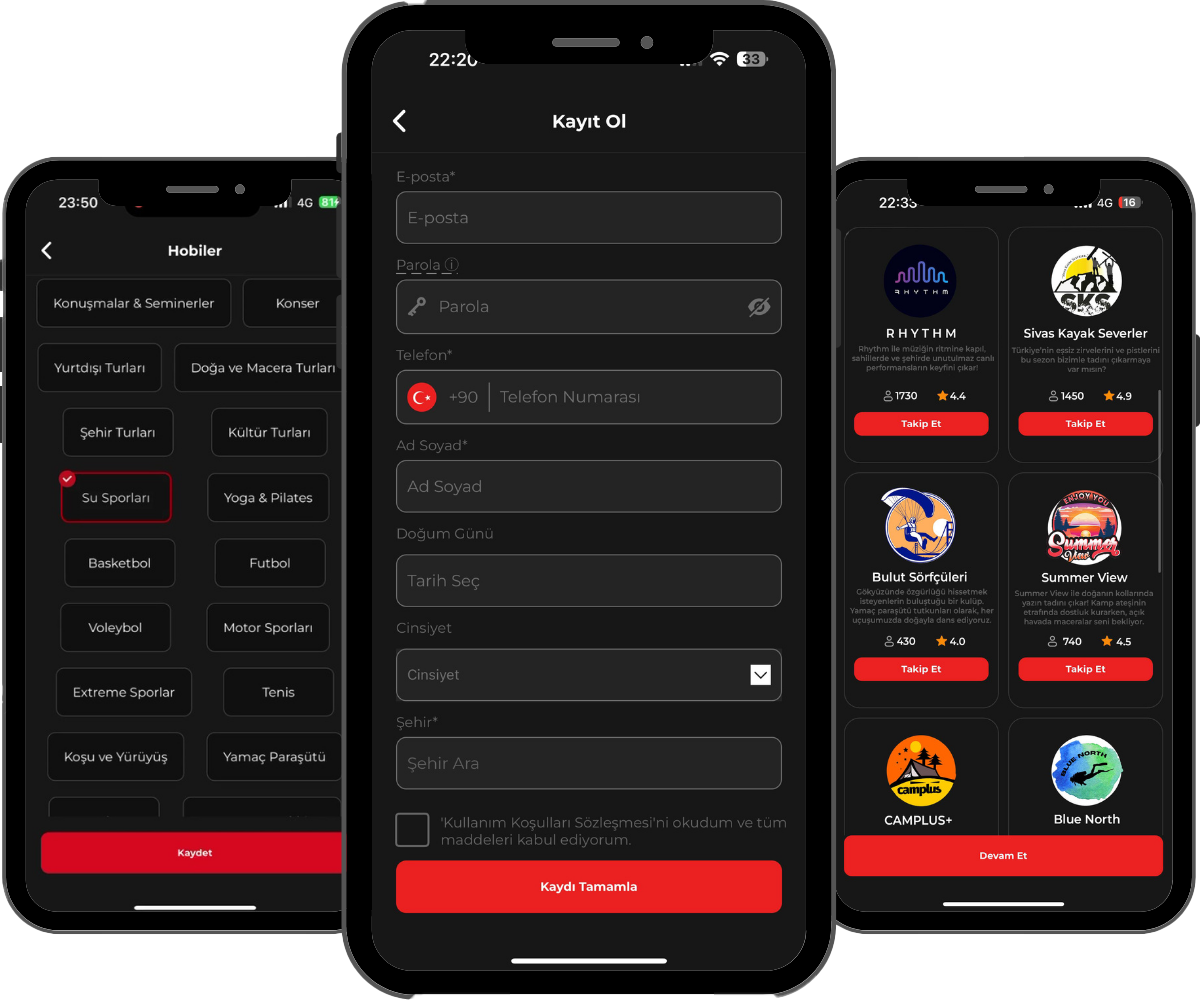 23:50
4G 81+
Hobiler
Konuşmalar & Seminerler
Konser
Yurtdışı Turları
Doğa ve Macera Turları
Şehir Turları
Kültür Turları
Su Sporları
Yoga & Pilates
Basketbol
Futbol
Voleybol
Motor Sporları
Extreme Sporlar
Tenis
Koşu ve Yürüyüş
Yamaç Paraşütü
Kaydet
22:20
33
Kayıt Ol
E-posta*
E-posta
Parola
Parola
Telefon*
+90
Telefon Numarası
Ad Soyad*
Ad Soyad
Doğum Günü
Tarih Seç
Cinsiyet
Cinsiyet
Şehir*
Şehir Ara
'Kullanım Koşulları Sözleşmesi'ni okudum ve tüm
maddeleri kabul ediyorum.
Kaydı Tamamla
22:33
4G 16
RHYTHM
R H Y T H M
Rhythm ile müziğin ritmine kapıl,
sahillerde ve şehirde unutulmaz canlı
performansların keyfini çıkar!
1730
4.4
Takip Et
SKS
Sivas Kayak Severler
Türkiye'nin eşsiz zirvelerini ve pistlerini
bu sezon bizimle tadını çıkarmaya
var mısın?
1450
4.9
Takip Et
Bulut Sörfçüleri
Gökyüzünde özgürlüğü hissetmek
isteyenlerin buluştuğu bir kulüp.
Yamaç paraşütü tutkunları olarak, her
uçuşumuzda doğayla dans ediyoruz.
430
4.0
Takip Et
ENJOY YOU
Summer
View
Summer View
Summer View ile doğanın kollarında
yazın tadını çıkar! Kamp ateşinin
etrafında dostluk kurarken, açık
havada maceralar seni bekliyor.
740
4.5
Takip Et
camplus
CAMPLUS+
BLUE NORTH
Blue North
Devam Et